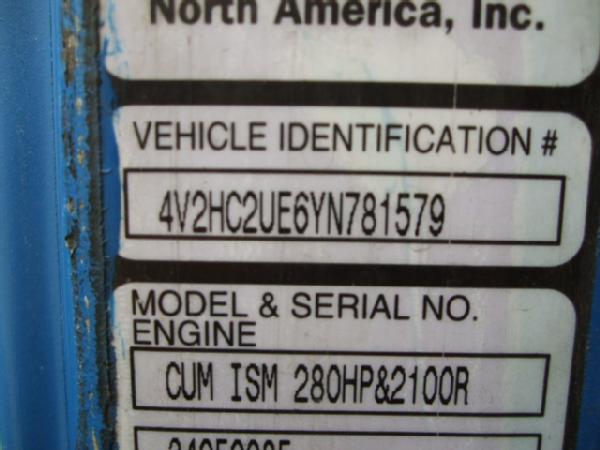 North America, Inc.
VEHICLE IDENTIFICATION #
4V2HC2UE6YN781579
MODEL & SERIAL NO.
ENGINE
CUM ISM 280HP&2100R